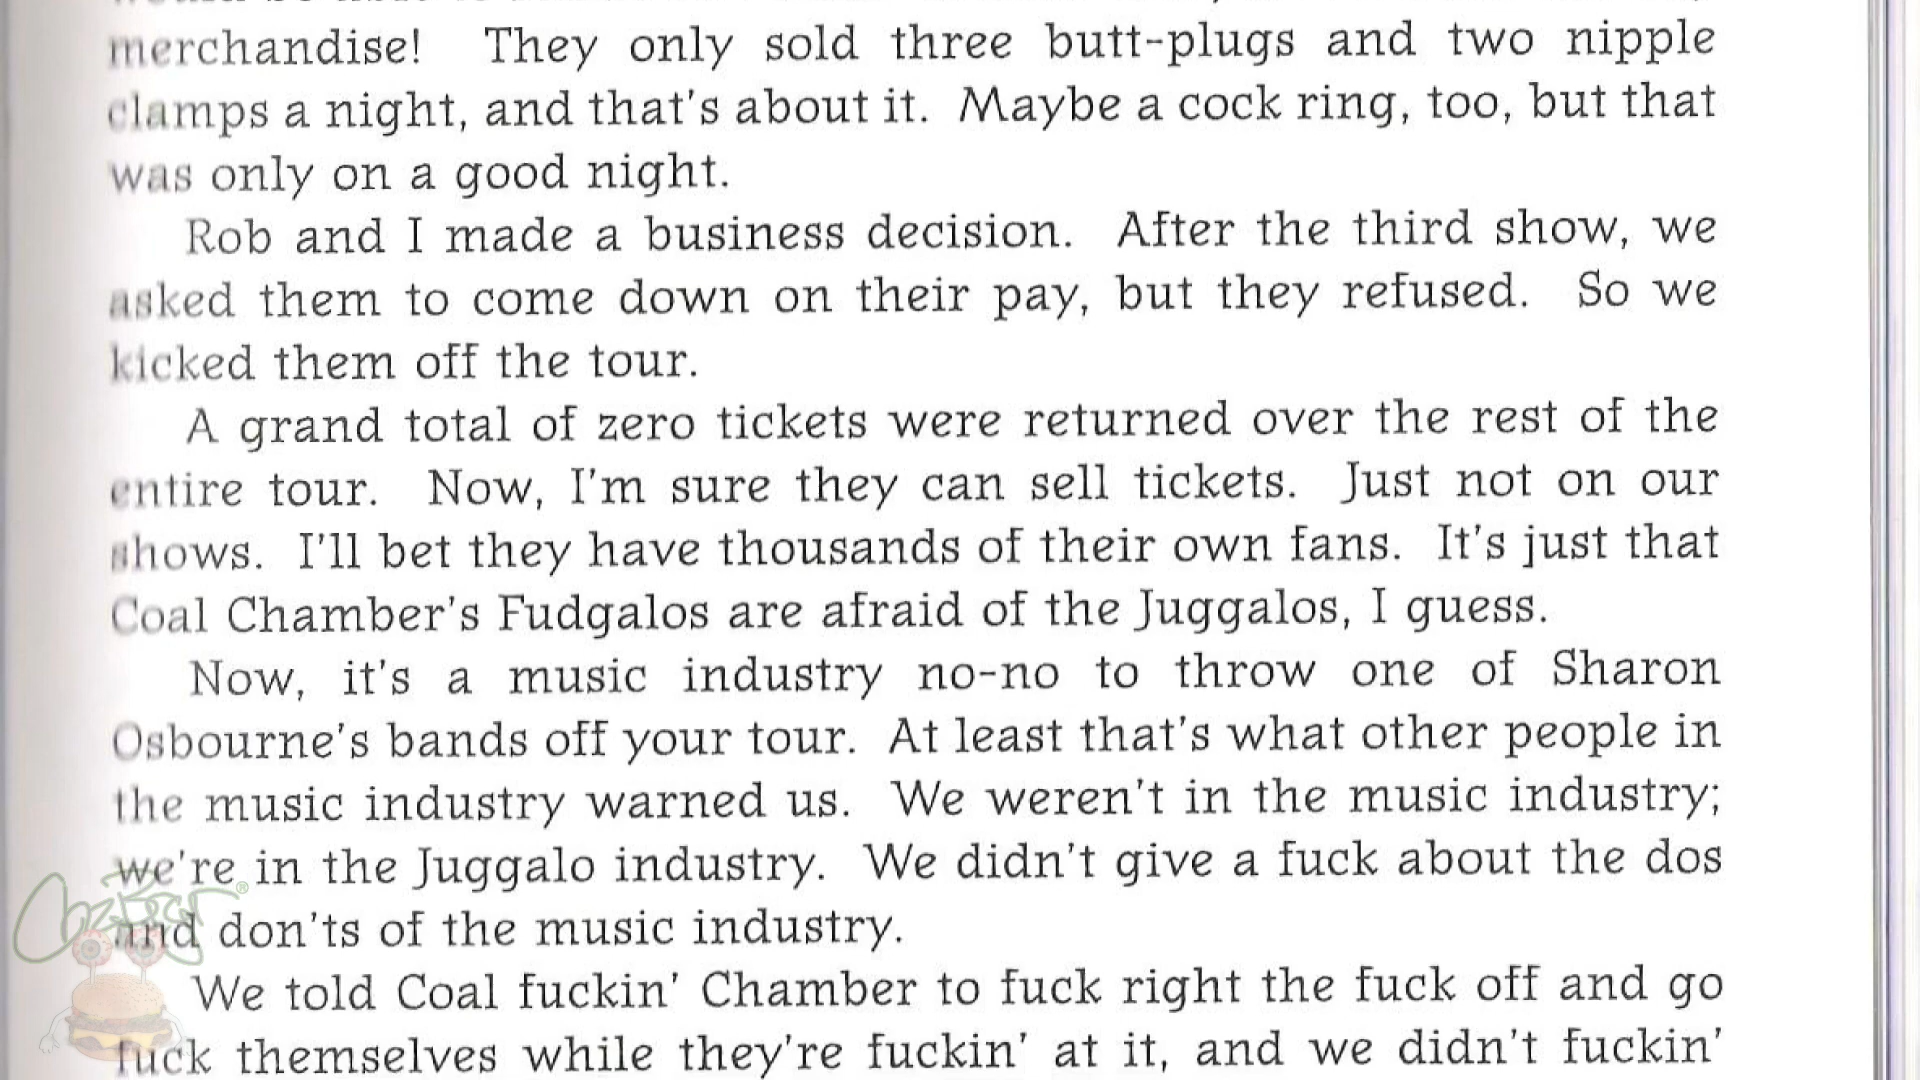 merchandise! They only sold three butt-plugs and two nipple
clamps a night, and that's about it. Maybe a cock ring, too, but that
was only on a good night.
Rob and I made a business decision. After the third show, we
asked them to come down on their pay, but they refused. So we
kicked them off the tour.
A grand total of zero tickets were returned over the rest of the
entire tour. Now, I'm sure they can sell tickets. Just not on our
shows. I'll bet they have thousands of their own fans. It's just that
Coal Chamber's Fudgalos are afraid of the Juggalos, I guess.
Now, it's a music industry no-no to throw one of Sharon
Osbourne's bands off your tour. At least that's what other people in
the music industry warned us. We weren't in the music industry;
we're in the Juggalo industry. We didn't give a fuck about the dos
and don'ts of the music industry.
We told Coal fuckin' Chamber to fuck right the fuck off and go
fuck themselves while they're fuckin' at it, and we didn't fuckin'